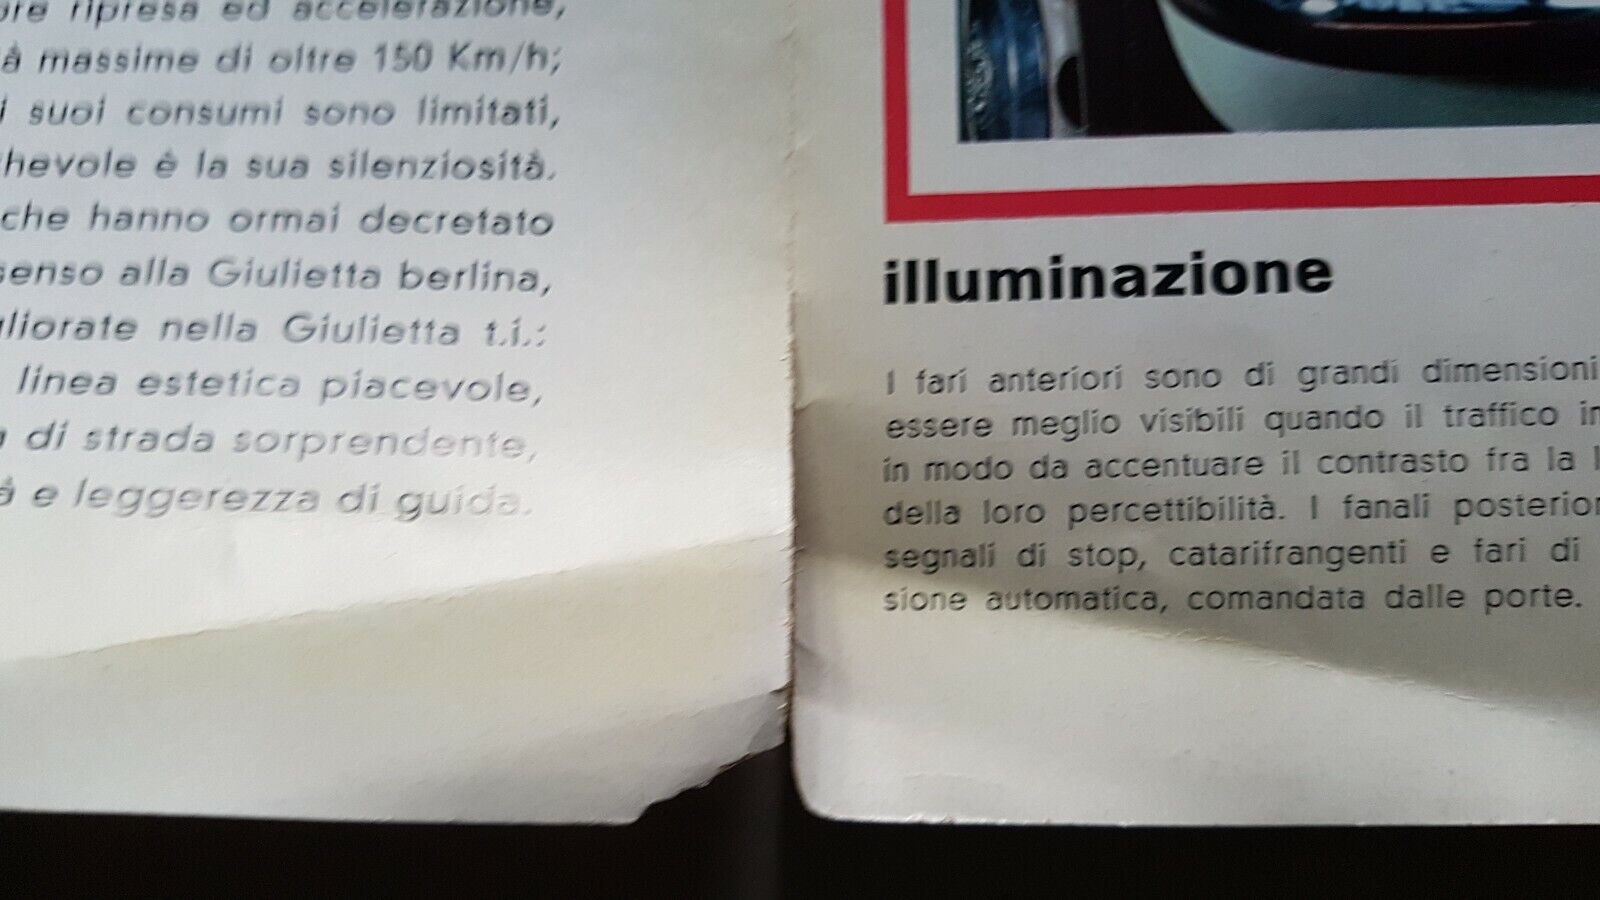 ripresa ed accelerazione,
massime di oltre 150 Km/h;
suoi consumi sono limitati,
è la sua silenziosità.
che hanno ormai decretato
alla Giulietta berlina,
nella Giulietta t.i.:
linea estetica piacevole,
di strada sorprendente,
e leggerezza di guida.
illuminazione
I fari anteriori sono di grandi dimensioni
essere meglio visibili quando il traffico
in modo da accentuare il contrasto fra la
della loro percettibilità. I fanali
segnali di stop, catarifrangenti e fari di
sione automatica, comandata dalle porte.